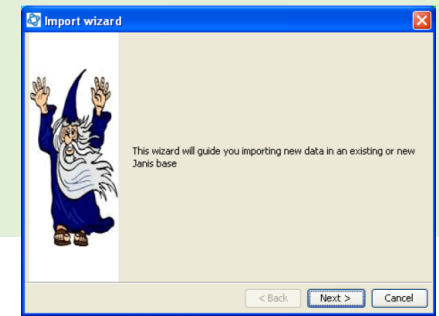 Import wizard
This wizard will guide you importing new data in an existing or new
Janis base
< Back
Next >
Cancel